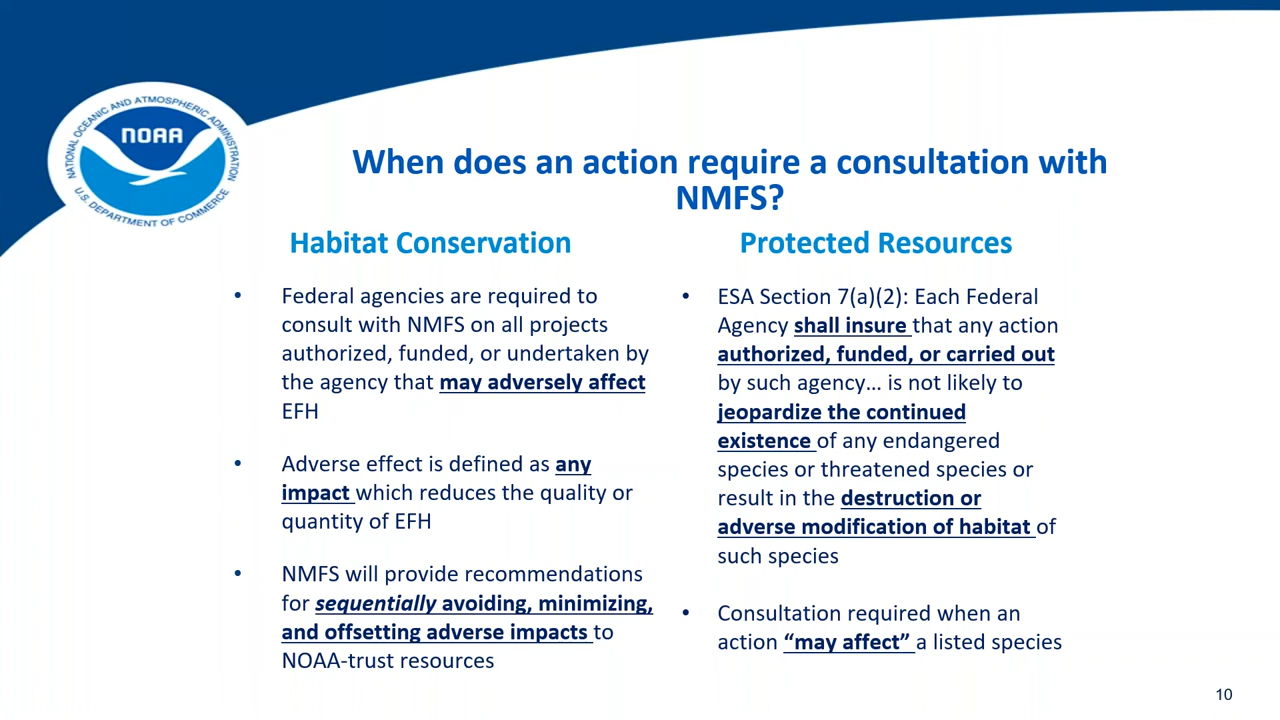 NATIONAL OCEANIC AND ATMOSPHERIC ADMINISTRATION
NOAA
U.S. DEPARTMENT OF COMMERCE
When does an action require a consultation with
NMFS?
Habitat Conservation
• Federal agencies are required to
consult with NMFS on all projects
authorized, funded, or undertaken by
the agency that may adversely affect
EFH
• Adverse effect is defined as any
impact which reduces the quality or
quantity of EFH
• NMFS will provide recommendations
for sequentially avoiding, minimizing,
and offsetting adverse impacts to
NOAA-trust resources
Protected Resources
• ESA Section 7(a)(2): Each Federal
Agency shall insure that any action
authorized, funded, or carried out
by such agency… is not likely to
jeopardize the continued
existence of any endangered
species or threatened species or
result in the destruction or
adverse modification of habitat of
such species
• Consultation required when an
action “may affect” a listed species
10